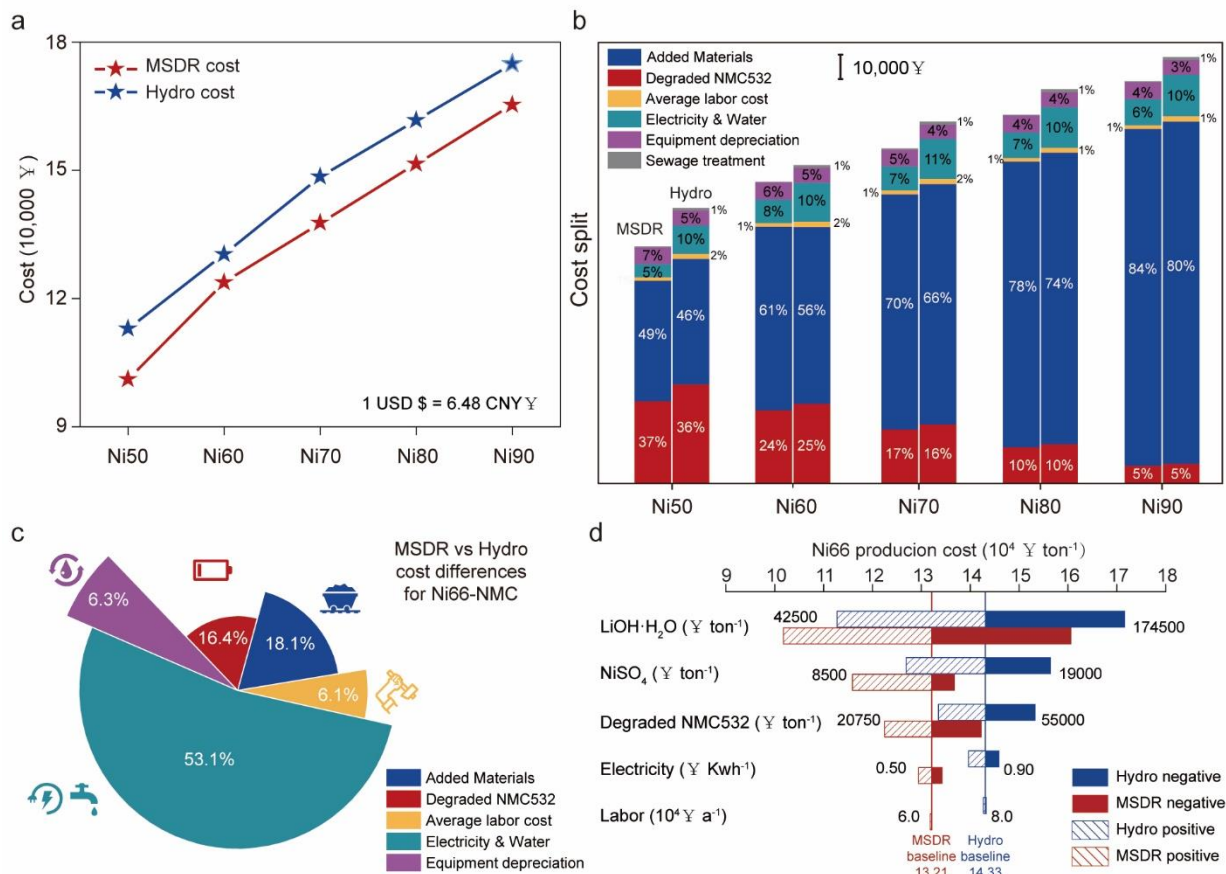 a
18
15
12
9
Cost (10,000 ¥)
MSDR cost
Hydro cost
1 USD $ = 6.48 CNY ¥
Ni50 Ni60 Ni70 Ni80 Ni90
b
Cost split
Added Materials
Degraded NMC532
Average labor cost
Electricity & Water
Equipment depreciation
Sewage treatment
10,000 ¥
MSDR
Hydro
7%
5%
49%
37%
5%
1%
10%
2%
46%
36%
6%
8%
1%
61%
24%
5%
1%
10%
2%
56%
25%
5%
7%
1%
70%
17%
4%
1%
11%
2%
66%
16%
4%
7%
1%
78%
10%
4%
1%
10%
1%
74%
10%
4%
6%
1%
84%
5%
3%
1%
10%
1%
80%
5%
Ni50 Ni60 Ni70 Ni80 Ni90
c
MSDR vs Hydro
cost differences
for Ni66-NMC
6.3%
16.4%
18.1%
6.1%
53.1%
Added Materials
Degraded NMC532
Average labor cost
Electricity & Water
Equipment depreciation
d
Ni66 producion cost (10⁴ ¥ ton⁻¹)
9 10 11 12 13 14 15 16 17 18
LiOH·H₂O (¥ ton⁻¹) 42500 174500
NiSO₄ (¥ ton⁻¹) 8500 19000
Degraded NMC532 (¥ ton⁻¹) 20750 55000
Electricity (¥ Kwh⁻¹) 0.50 0.90
Labor (10⁴ ¥ a⁻¹) 6.0 8.0
MSDR
baseline
13.21
Hydro
baseline
14.33
Hydro negative
MSDR negative
Hydro positive
MSDR positive